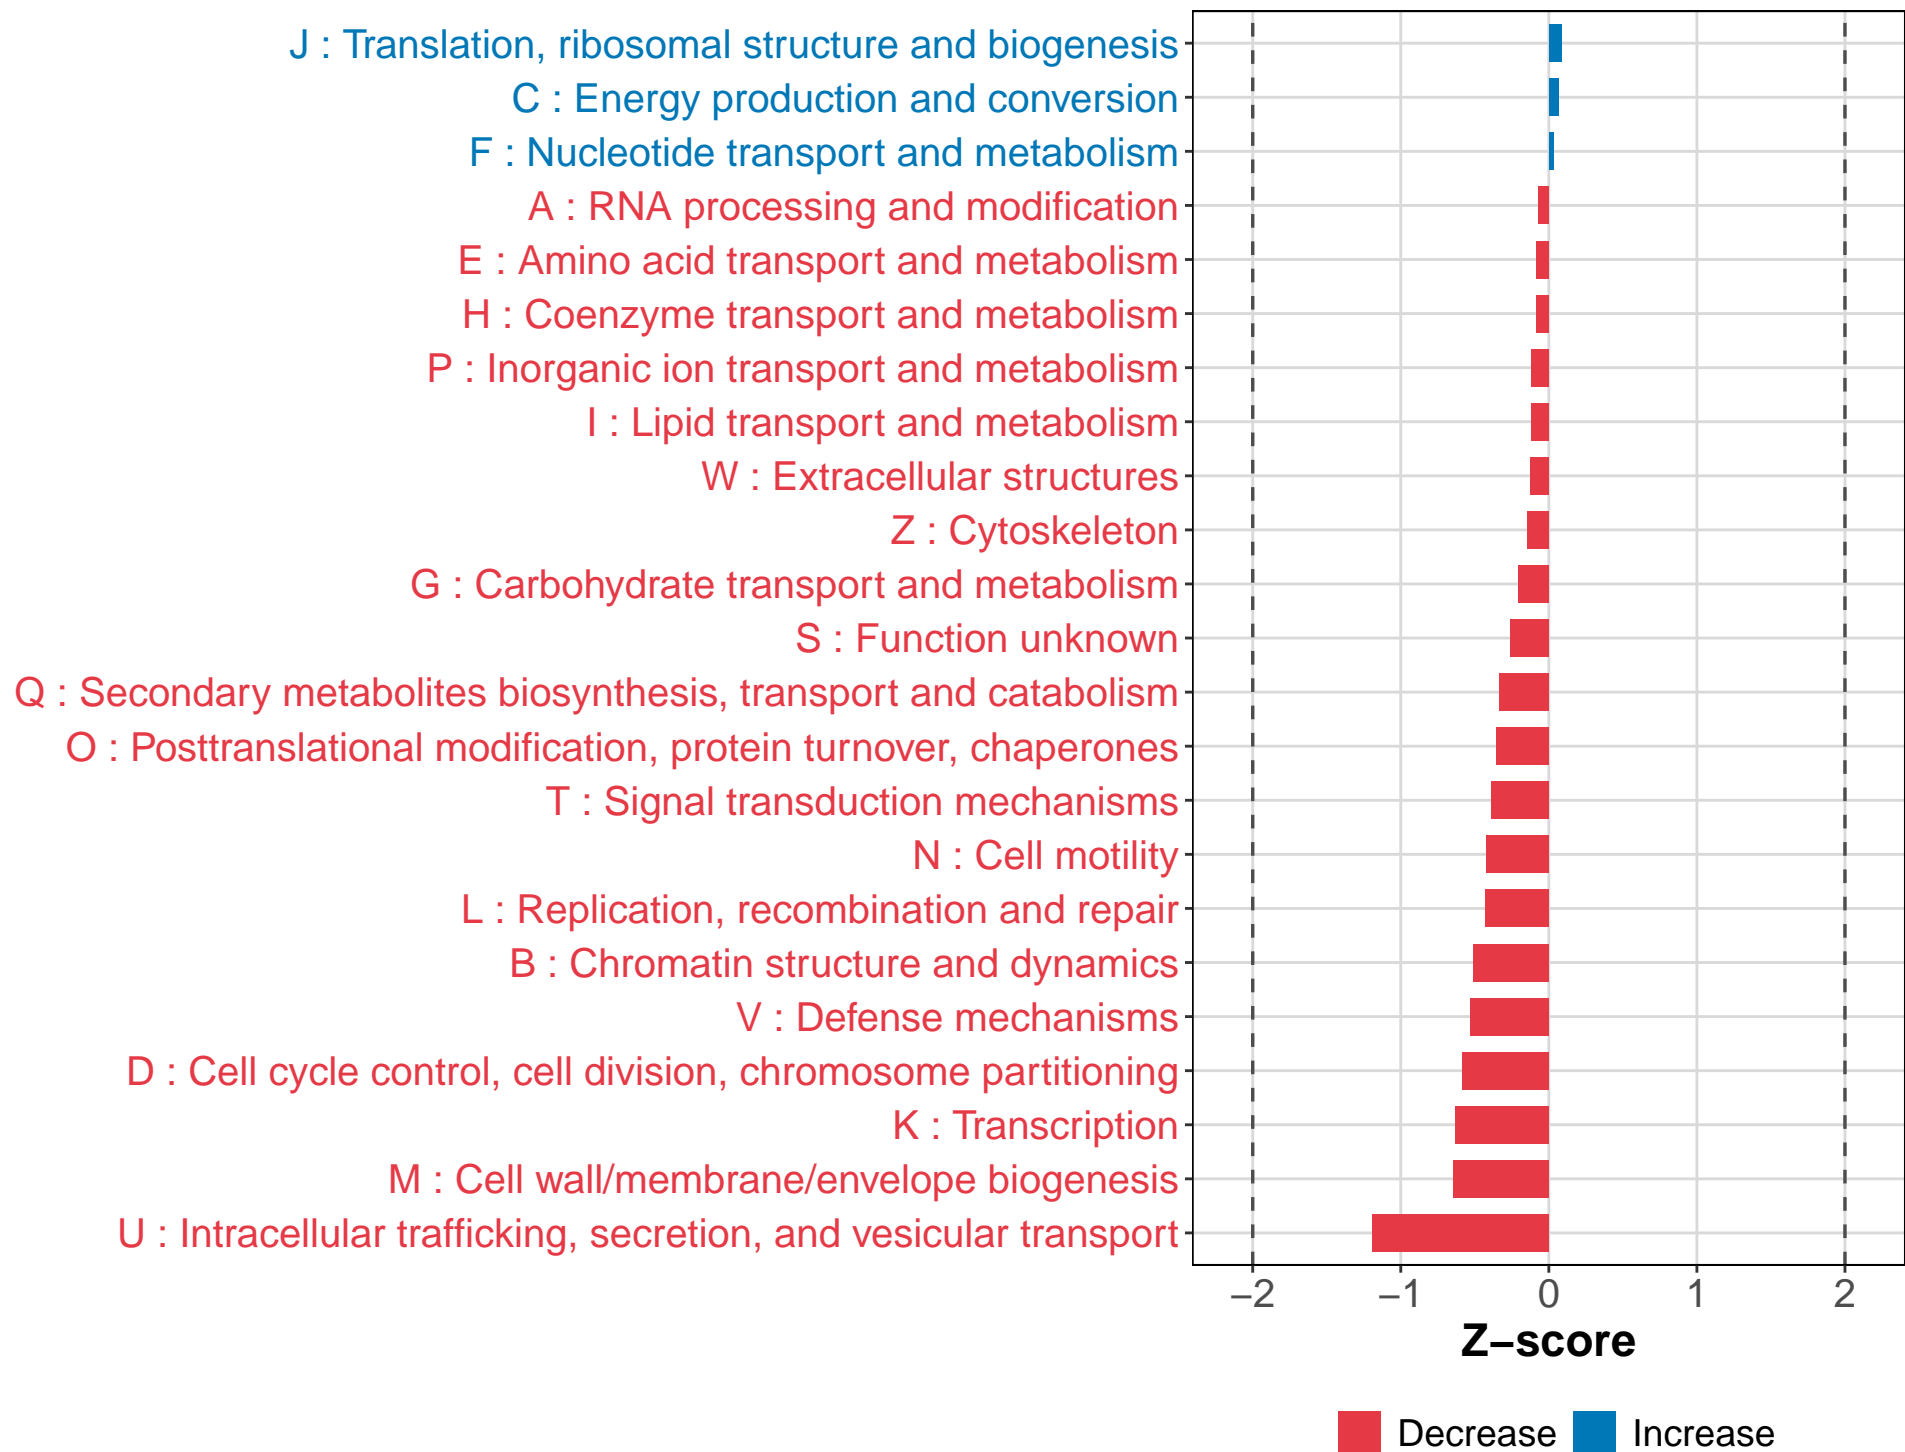 J : Translation, ribosomal structure and biogenesis
C : Energy production and conversion
F : Nucleotide transport and metabolism
A : RNA processing and modification
E : Amino acid transport and metabolism
H : Coenzyme transport and metabolism
P : Inorganic ion transport and metabolism
I : Lipid transport and metabolism
W : Extracellular structures
Z : Cytoskeleton
G : Carbohydrate transport and metabolism
S : Function unknown
Q : Secondary metabolites biosynthesis, transport and catabolism
O : Posttranslational modification, protein turnover, chaperones
T : Signal transduction mechanisms
N : Cell motility
L : Replication, recombination and repair
B : Chromatin structure and dynamics
V : Defense mechanisms
D : Cell cycle control, cell division, chromosome partitioning
K : Transcription
M : Cell wall/membrane/envelope biogenesis
U : Intracellular trafficking, secretion, and vesicular transport
−2 −1 0 1 2
Z−score
Decrease Increase